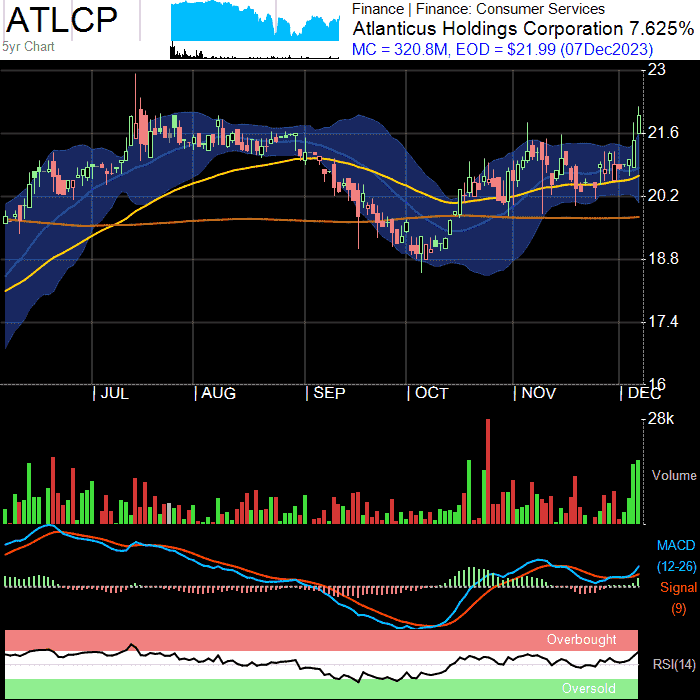 ATLCP
5yr Chart
Finance | Finance: Consumer Services
Atlanticus Holdings Corporation 7.625%
MC = 320.8M, EOD = $21.99 (07Dec2023)
23
21.6
20.2
18.8
17.4
16
JUL AUG SEP OCT NOV DEC
28k
Volume
MACD
(12-26)
Signal
(9)
Overbought
RSI(14)
Oversold